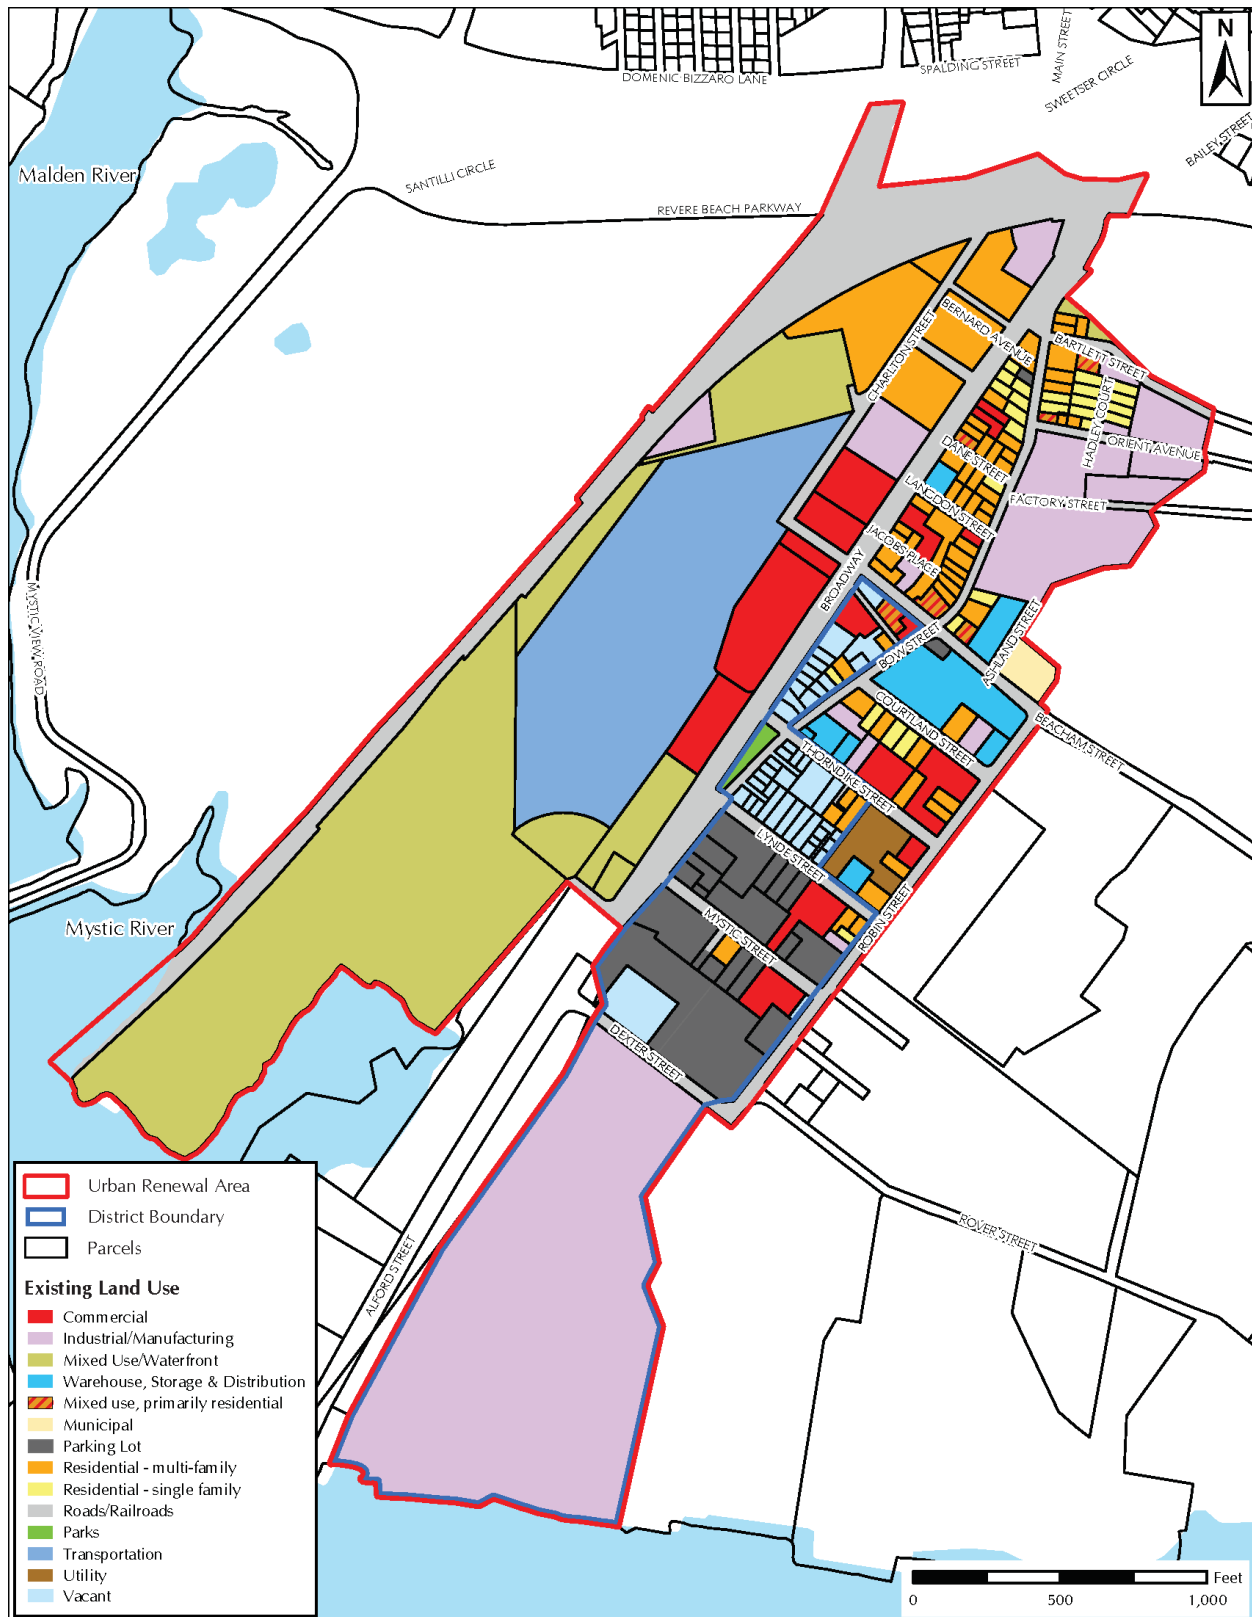 DOMENIC BIZZARO LANE
SPALDING STREET
MAIN STREET
SWEETSER CIRCLE
BAILEY STREET
N
Malden River
SANTILLI CIRCLE
REVERE BEACH PARKWAY
BERNARD AVENUE
CHARLTON STREET
BARTLETT STREET
HADLEY COURT
ORIENT AVENUE
DANE STREET
LANGDON STREET
FACTORY STREET
JACOBS PLACE
BROADWAY
MYSTIC VIEW ROAD
BOW STREET
ASHLAND STREET
COURTLAND STREET
BEACHAM STREET
THORNDIKE STREET
LYNDE STREET
MYSTIC STREET
ROBIN STREET
Mystic River
DEXTER STREET
ALFORD STREET
ROVER STREET
Urban Renewal Area
District Boundary
Parcels
Existing Land Use
Commercial
Industrial/Manufacturing
Mixed Use/Waterfront
Warehouse, Storage & Distribution
Mixed use, primarily residential
Municipal
Parking Lot
Residential - multi-family
Residential - single family
Roads/Railroads
Parks
Transportation
Utility
Vacant
Feet
0 500 1,000